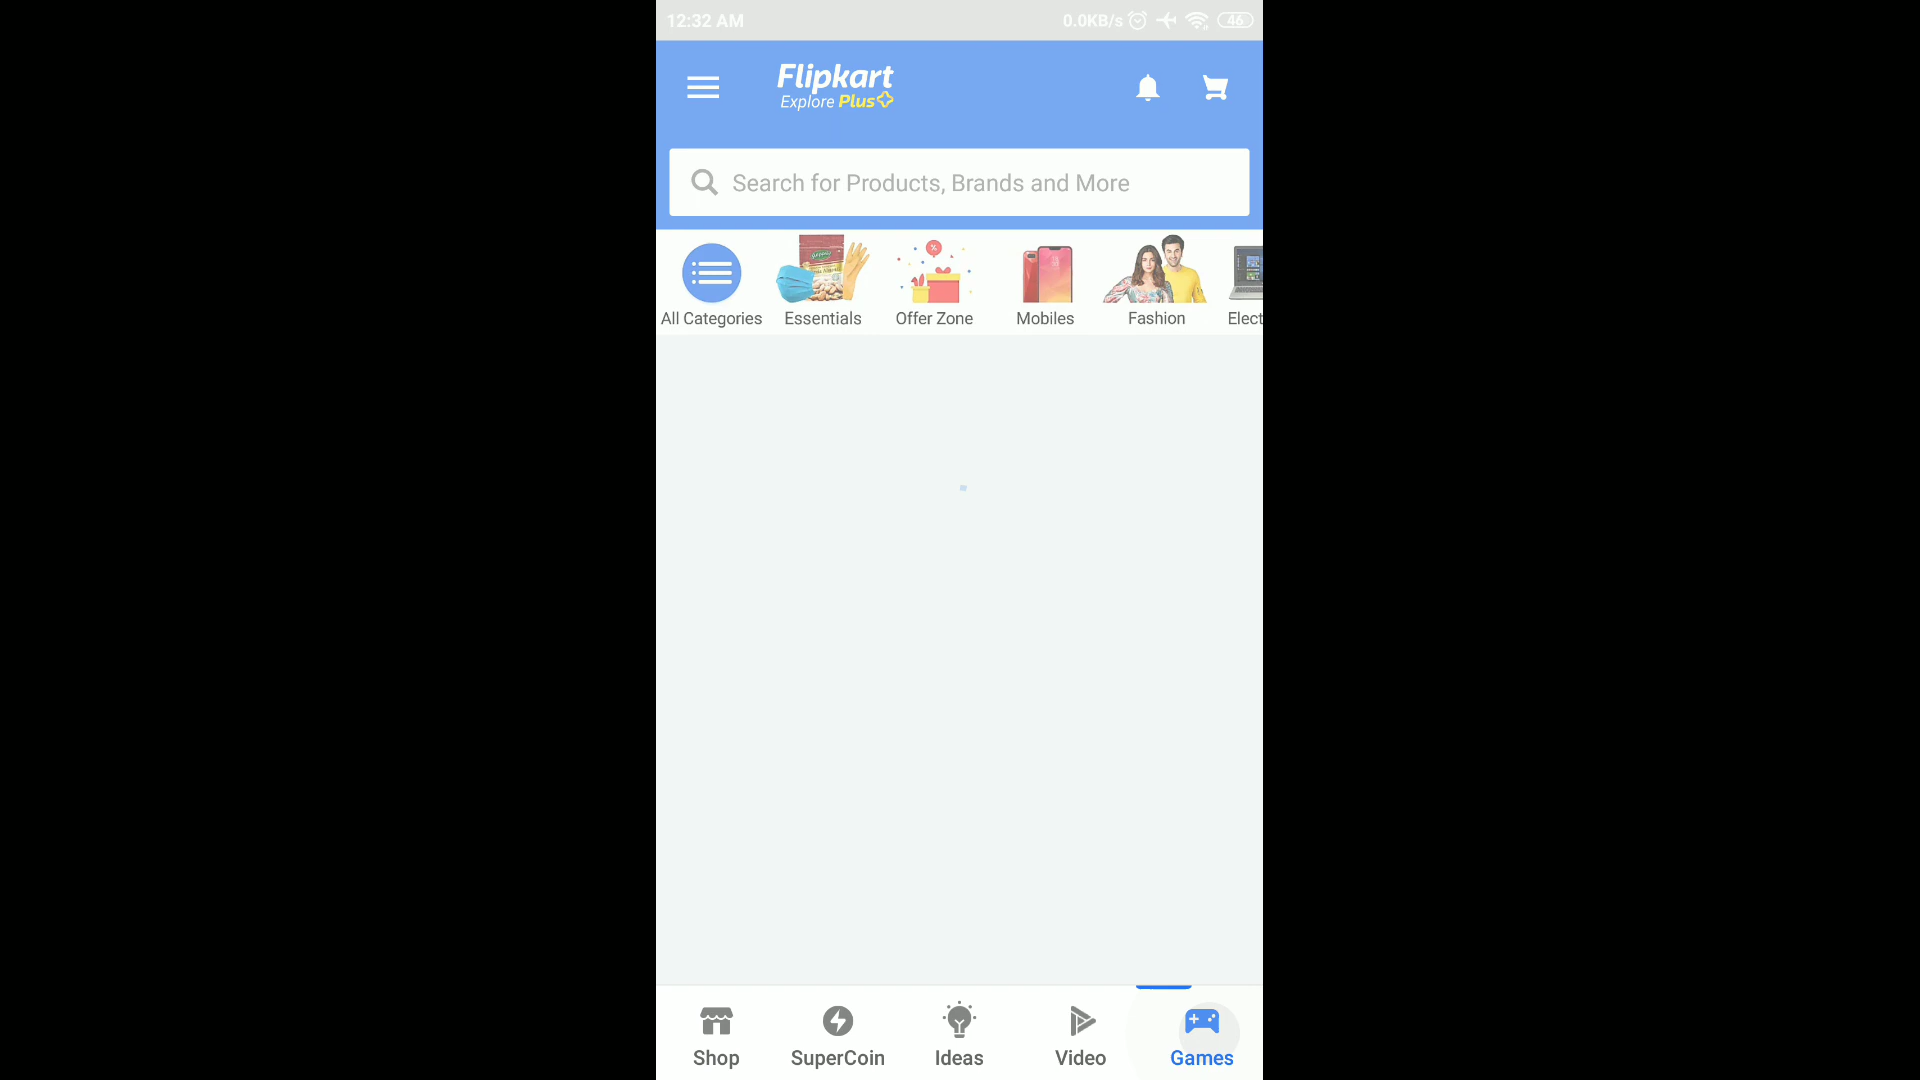 12:32 AM
0.0KB/s
46
Flipkart
Explore Plus
Search for Products, Brands and More
All Categories
Essentials
Offer Zone
Mobiles
Fashion
Elect
Shop
SuperCoin
Ideas
Video
Games